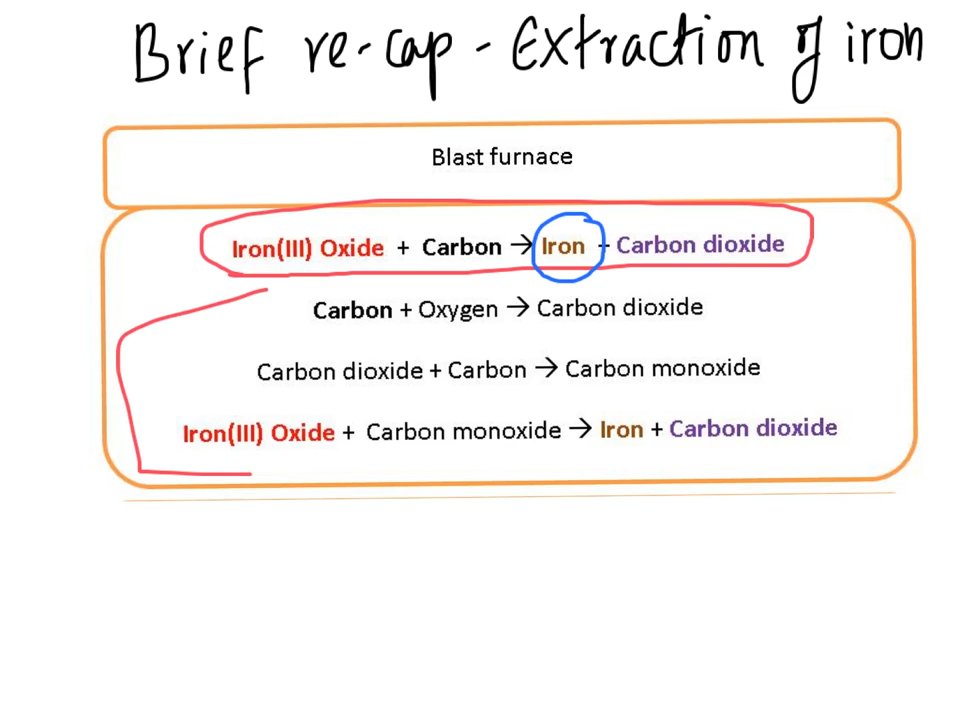 Brief re-cap - Extraction of iron
Blast furnace
Iron(III) Oxide + Carbon → Iron + Carbon dioxide
Carbon + Oxygen → Carbon dioxide
Carbon dioxide + Carbon → Carbon monoxide
Iron(III) Oxide + Carbon monoxide → Iron + Carbon dioxide